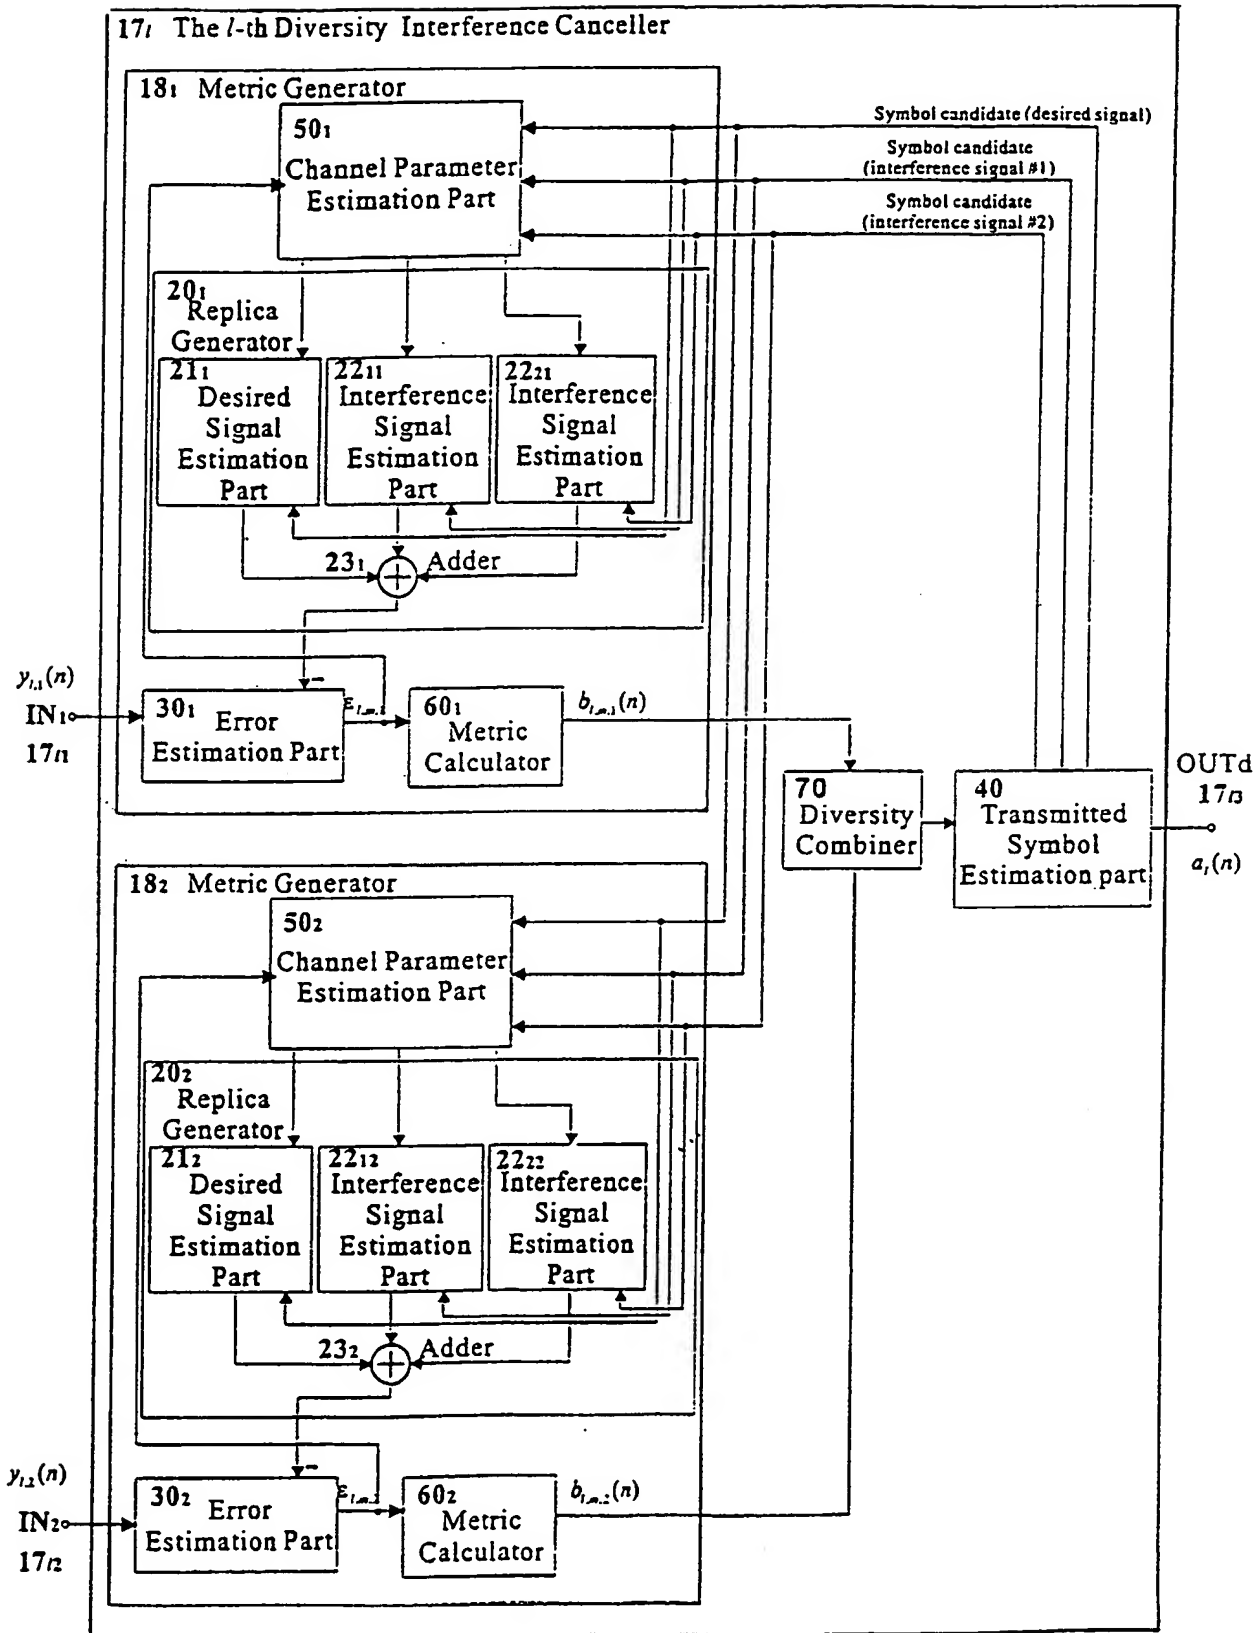 17l The l-th Diversity Interference Canceller
181 Metric Generator
501
Channel Parameter
Estimation Part
Symbol candidate (desired signal)
Symbol candidate
(interference signal #1)
Symbol candidate
(interference signal #2)
201
Replica
Generator
211
Desired
Signal
Estimation
Part
2211
Interference
Signal
Estimation
Part
2221
Interference
Signal
Estimation
Part
231
Adder
yl,1(n)
IN1
17l1
301
Error
Estimation Part
−
εl,m,1
601
Metric
Calculator
bl,m,1(n)
70
Diversity
Combiner
40
Transmitted
Symbol
Estimation part
OUTd
17l3
al(n)
182 Metric Generator
502
Channel Parameter
Estimation Part
202
Replica
Generator
212
Desired
Signal
Estimation
Part
2212
Interference
Signal
Estimation
Part
2222
Interference
Signal
Estimation
Part
232
Adder
yl,2(n)
IN2
17l2
302
Error
Estimation Part
−
εl,m,2
602
Metric
Calculator
bl,m,2(n)